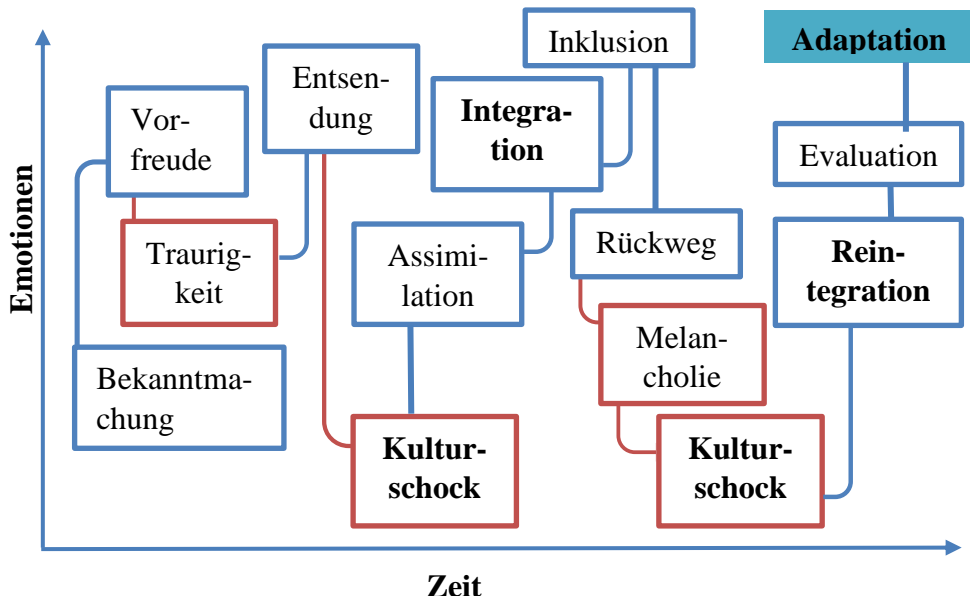 Emotionen
Bekanntma-
chung
Vor-
freude
Traurig-
keit
Entsen-
dung
Kultur-
schock
Assimi-
lation
Integra-
tion
Inklusion
Rückweg
Melan-
cholie
Kultur-
schock
Rein-
tegration
Evaluation
Adaptation
Zeit